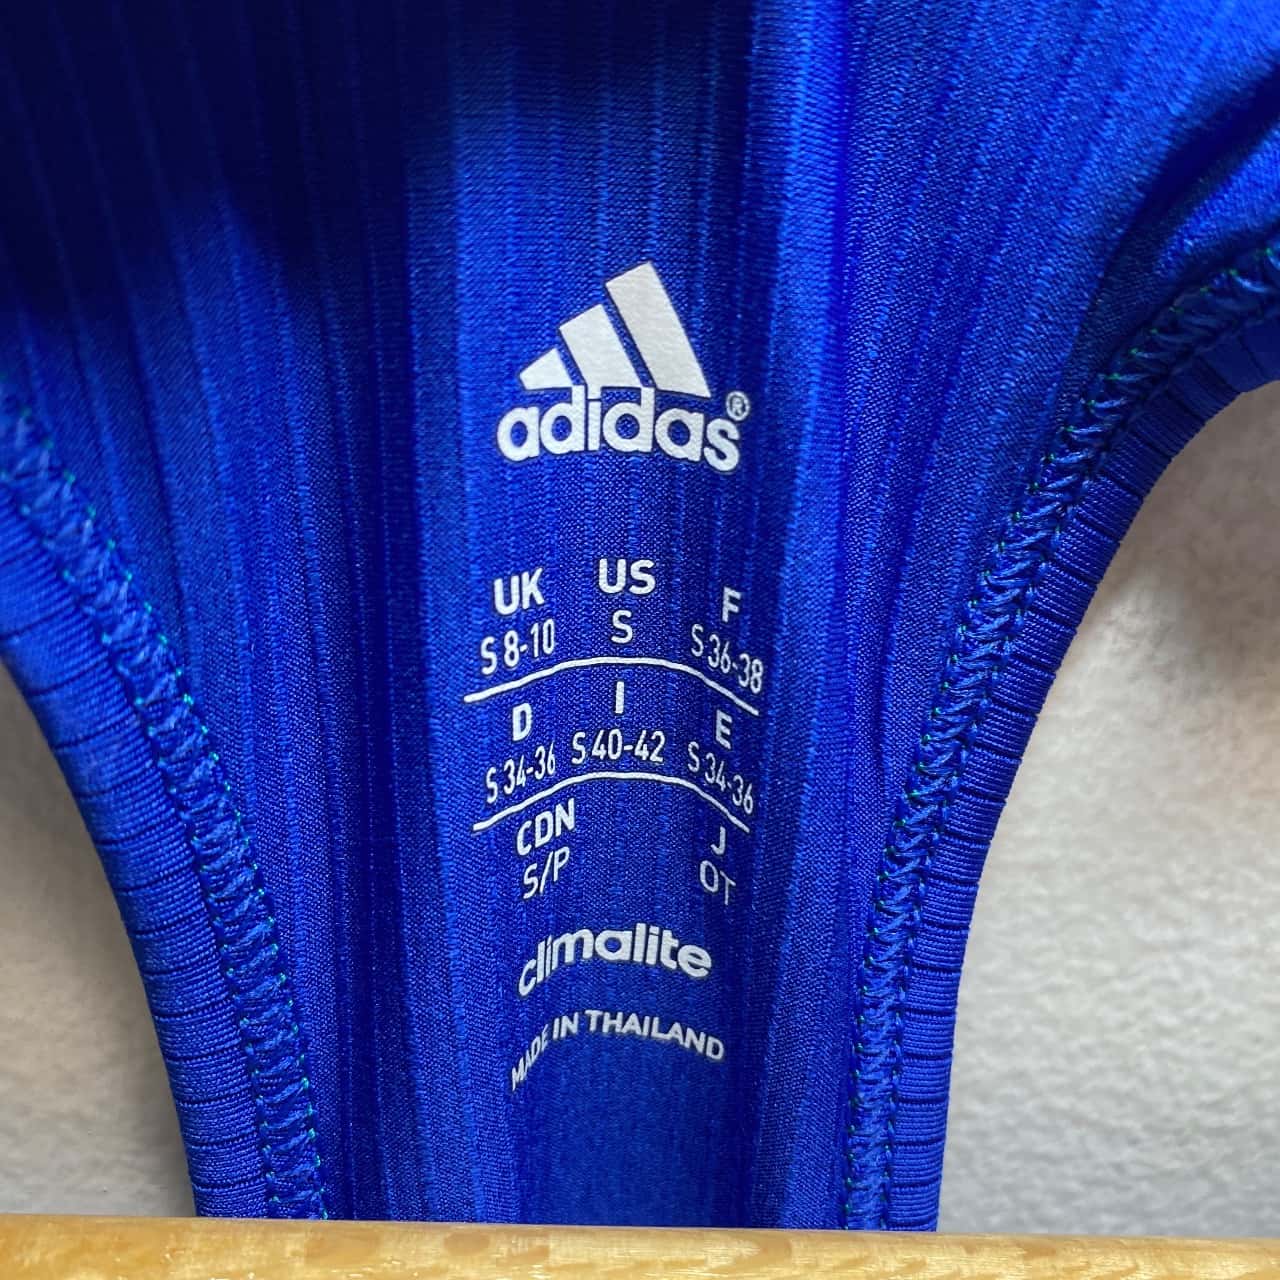 adidas®
UK US F
S 8-10 S S 36-38
D I E
S 34-36 S 40-42 S 34-36
CDN J
S/P OT
climalite
MADE IN THAILAND